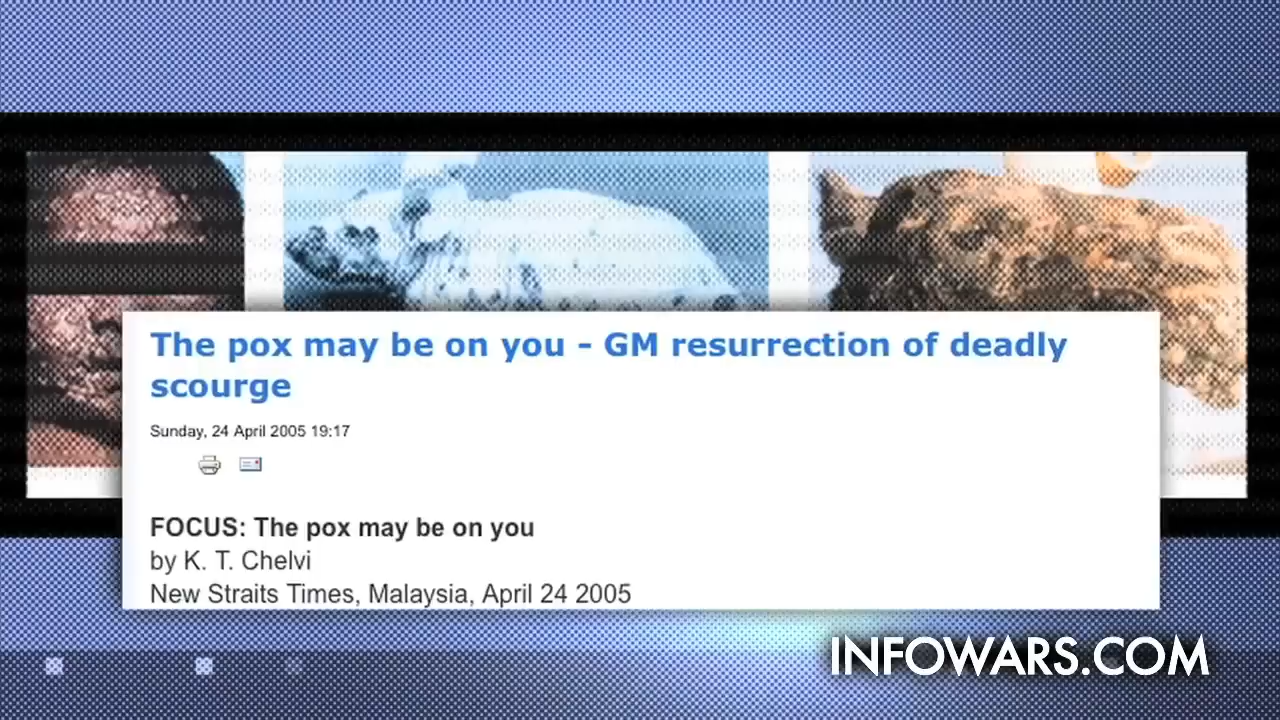 The pox may be on you - GM resurrection of deadly
scourge
Sunday, 24 April 2005 19:17
FOCUS: The pox may be on you
by K. T. Chelvi
New Straits Times, Malaysia, April 24 2005
INFOWARS.COM